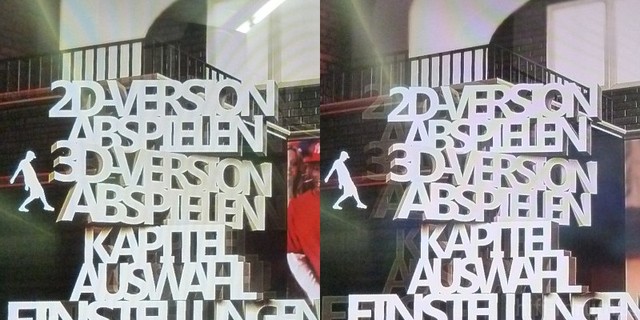 2D-VERSION
ABSPIELEN
3D-VERSION
ABSPIELEN
KAPITEL
AUSWAHL
EINSTELLUNGEN
2D-VERSION
ABSPIELEN
3D-VERSION
ABSPIELEN
KAPITEL
AUSWAHL
EINSTELLUNGEN